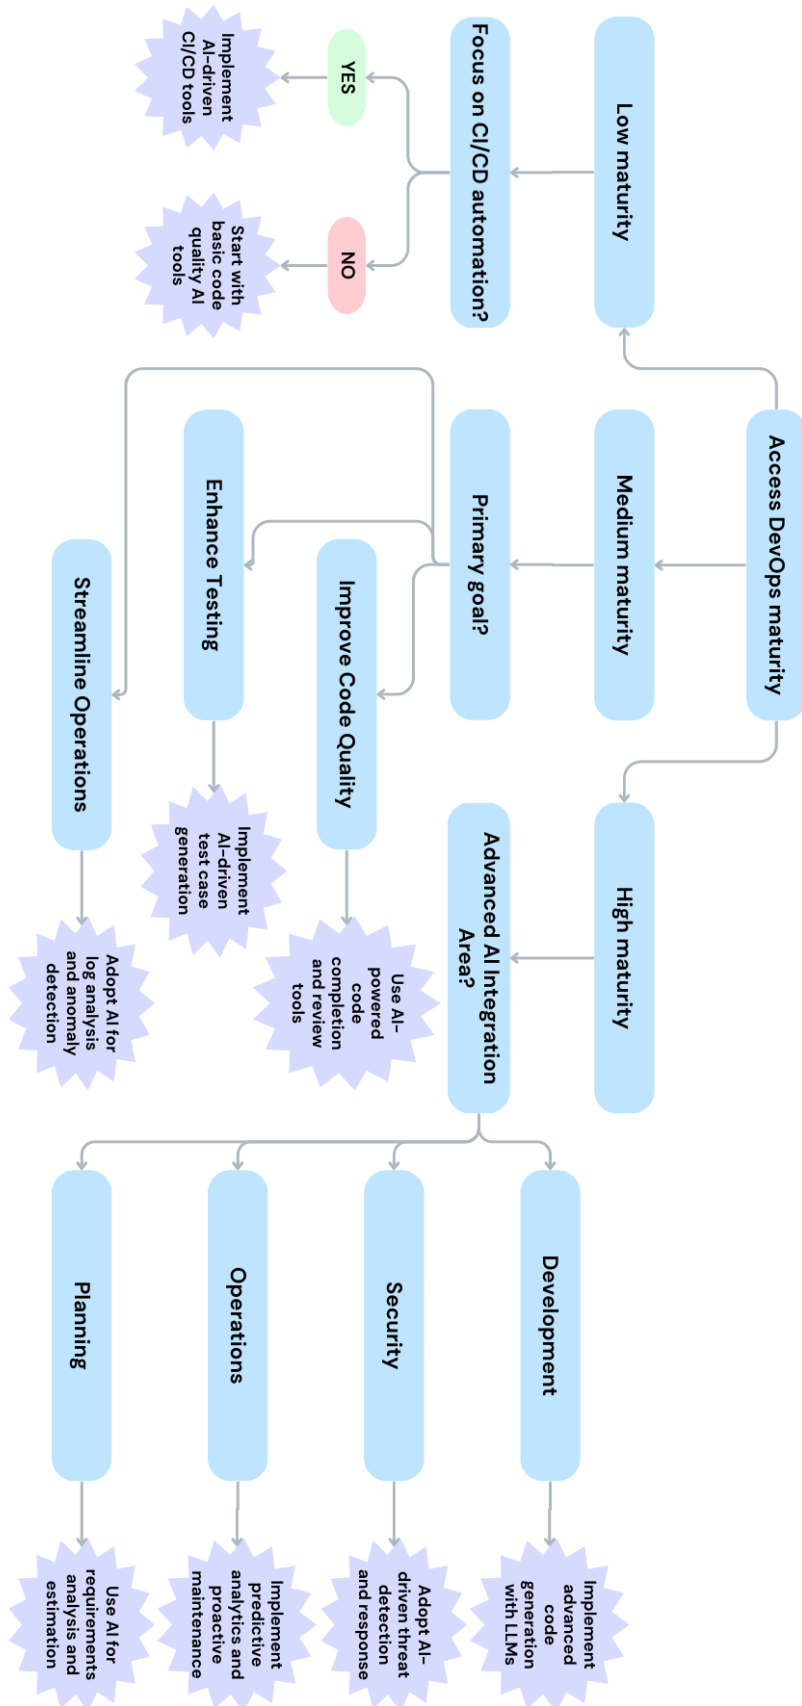 Access DevOps maturity
Low maturity
Medium maturity
High maturity
Focus on CI/CD automation?
Primary goal?
Advanced AI Integration
Area?
YES
NO
Implement
AI-driven
CI/CD tools
Start with
basic code
quality AI
tools
Improve Code Quality
Use AI-
powered
code
completion
and review
tools
Enhance Testing
Implement
AI-driven
test case
generation
Streamline Operations
Adopt AI for
log analysis
and anomaly
detection
Development
Implement
advanced
code
generation
with LLMs
Security
Adopt AI-
driven threat
detection
and response
Operations
Implement
predictive
analytics and
proactive
maintenance
Planning
Use AI for
requirements
analysis and
estimation